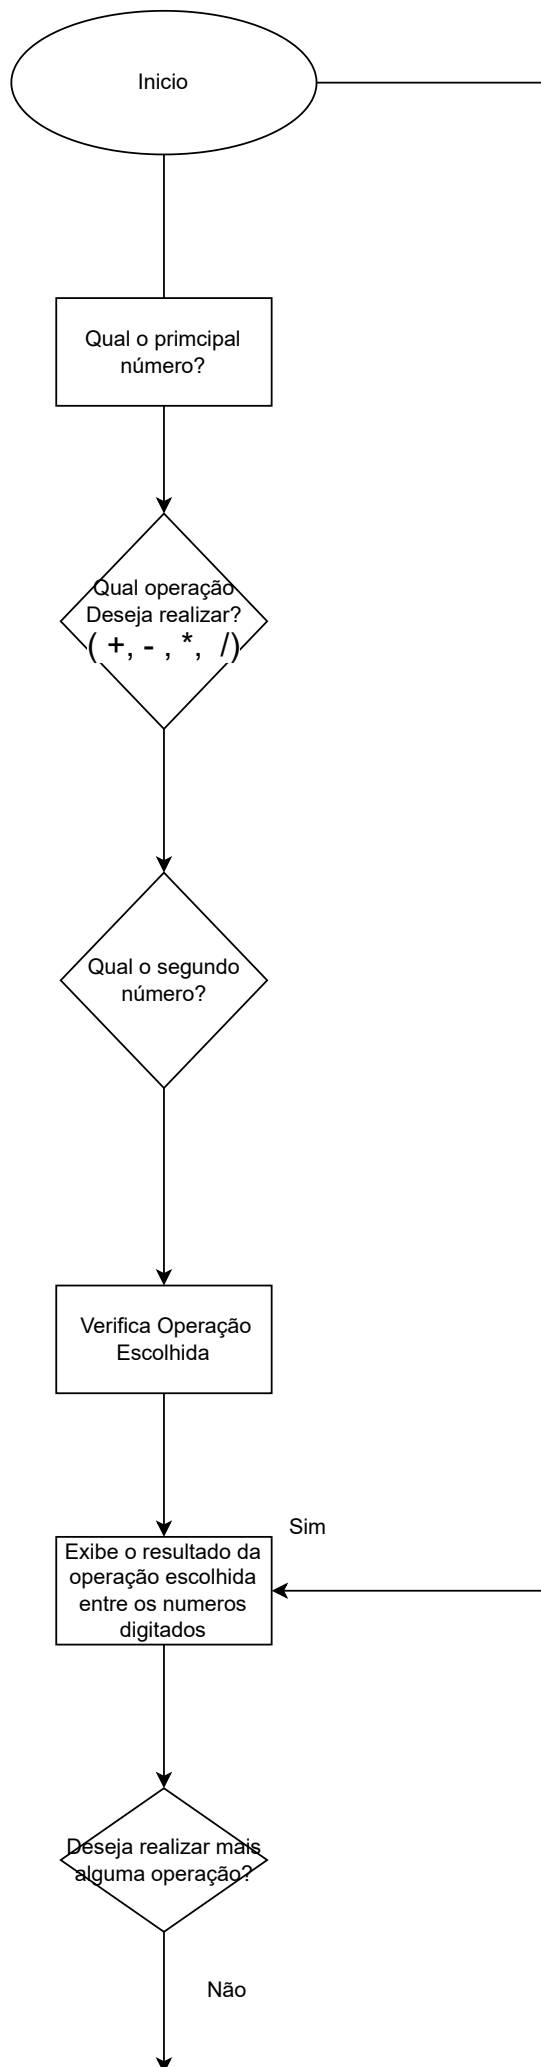 Inicio
Qual o primcipal
número?
Qual operação
Deseja realizar?
( +, - , *,  /)
Qual o segundo
número?
Verifica Operação
Escolhida
Sim
Exibe o resultado da
operação escolhida
entre os numeros
digitados
Deseja realizar mais
alguma operação?
Não